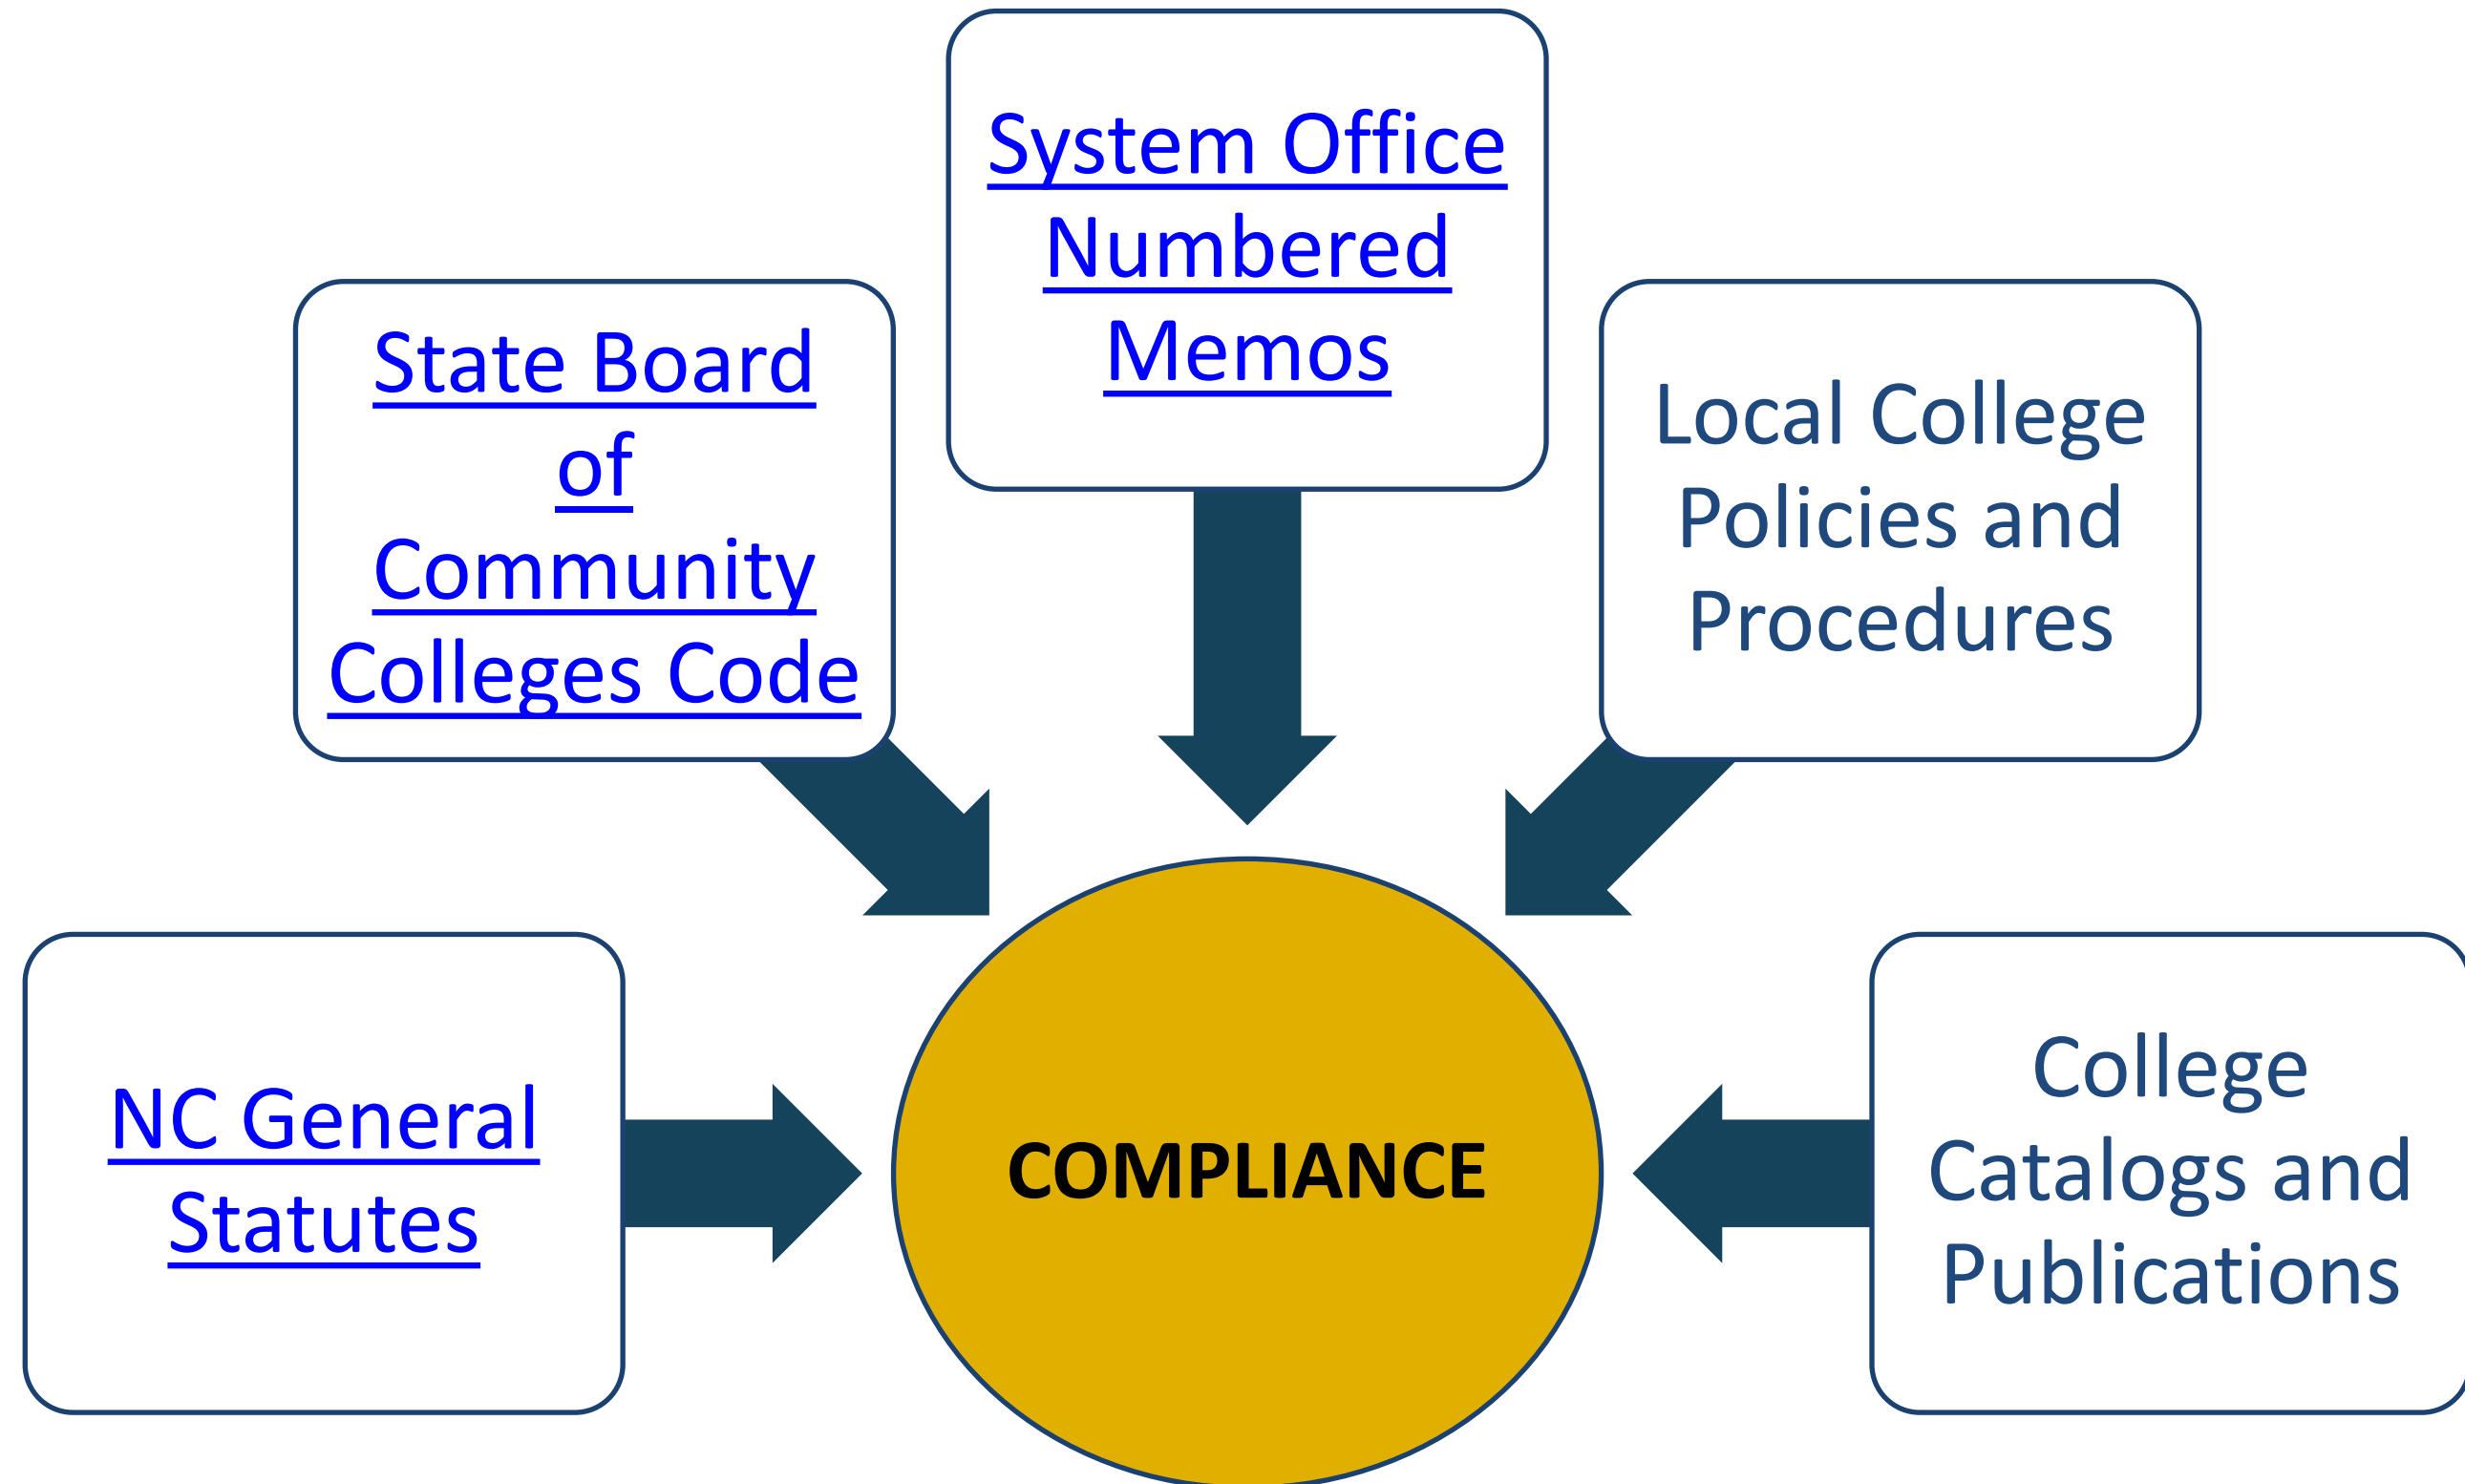 System Office
Numbered
Memos
State Board
of
Community
Colleges Code
Local College
Policies and
Procedures
NC General
Statutes
COMPLIANCE
College
Catalogs and
Publications